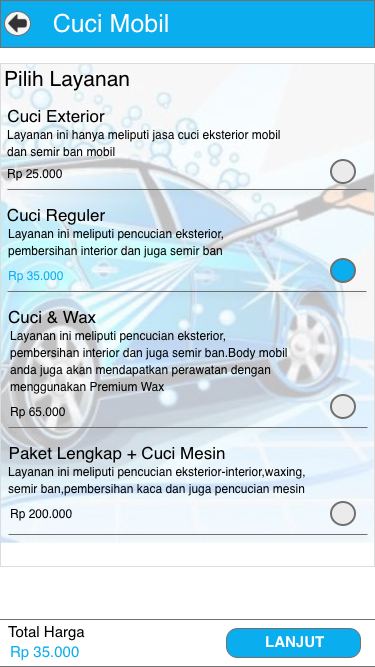 Cuci Mobil
Pilih Layanan
Cuci Exterior
Layanan ini hanya meliputi jasa cuci eksterior mobil
dan semir ban mobil
Rp 25.000
Cuci Reguler
Layanan ini meliputi pencucian eksterior,
pembersihan interior dan juga semir ban
Rp 35.000
Cuci & Wax
Layanan ini meliputi pencucian eksterior,
pembersihan interior dan juga semir ban.Body mobil
anda juga akan mendapatkan perawatan dengan
menggunakan Premium Wax
Rp 65.000
Paket Lengkap + Cuci Mesin
Layanan ini meliputi pencucian eksterior-interior,waxing,
semir ban,pembersihan kaca dan juga pencucian mesin
Rp 200.000
Total Harga
Rp 35.000
LANJUT